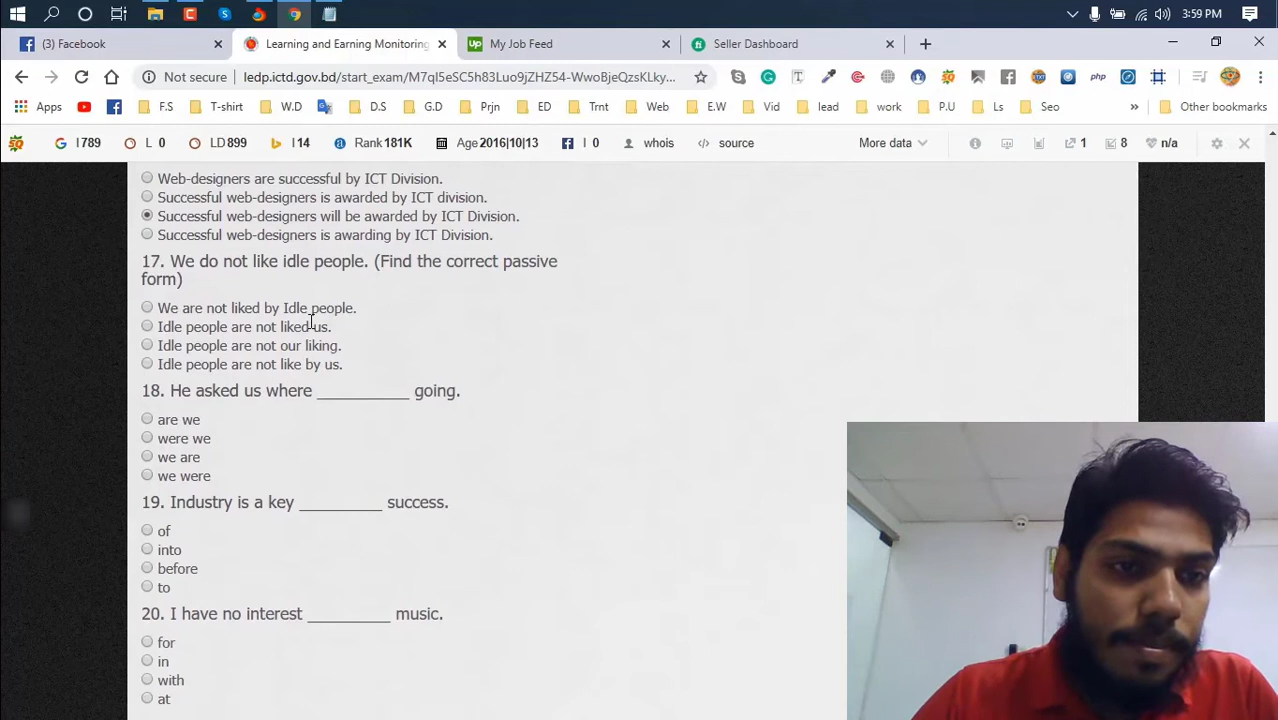 3:59 PM
(3) Facebook
Learning and Earning Monitoring
My Job Feed
Seller Dashboard
Not secure | ledp.ictd.gov.bd/start_exam/M7qI5eSC5h83Luo9jZHZ54-WwoBjeQzsKLky...
Apps F.S T-shirt W.D D.S G.D Prjn ED Trnt Web E.W Vid lead work P.U Ls Seo » Other bookmarks
I 789 L 0 LD 899 I 14 Rank 181K Age 2016|10|13 I 0 whois source More data 1 8 n/a
Web-designers are successful by ICT Division.
Successful web-designers is awarded by ICT division.
Successful web-designers will be awarded by ICT Division.
Successful web-designers is awarding by ICT Division.
17. We do not like idle people. (Find the correct passive
form)
We are not liked by Idle people.
Idle people are not liked us.
Idle people are not our liking.
Idle people are not like by us.
18. He asked us where __________ going.
are we
were we
we are
we were
19. Industry is a key _________ success.
of
into
before
to
20. I have no interest _________ music.
for
in
with
at